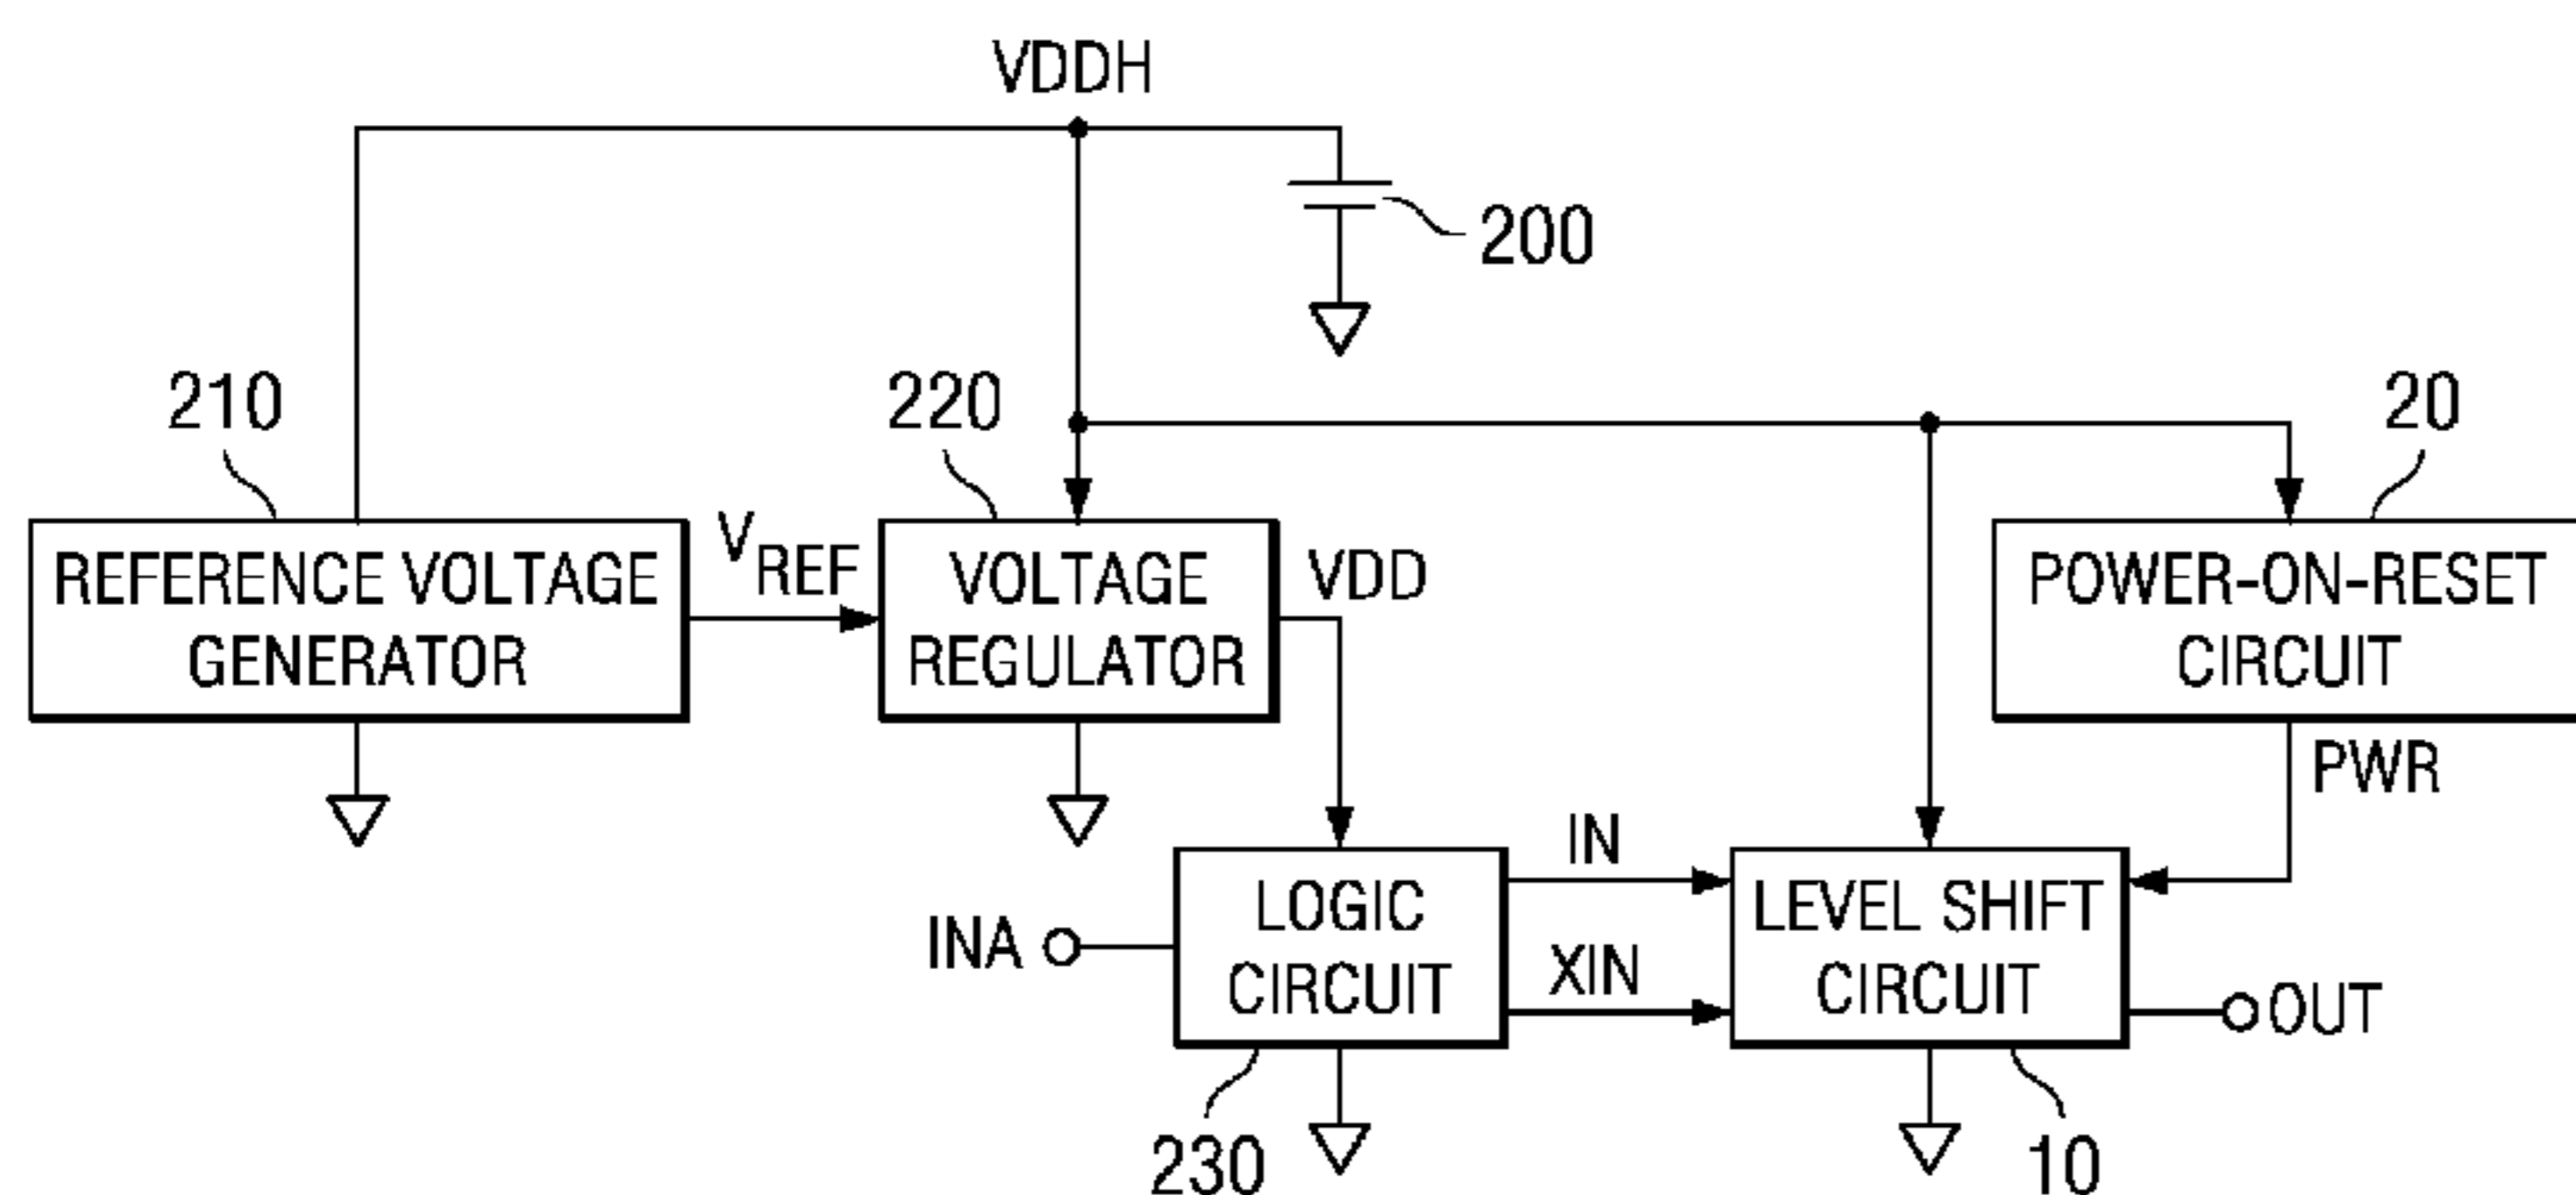 VDDH
200
210
220
20
REFERENCE VOLTAGE
GENERATOR
VREF
VOLTAGE
REGULATOR
VDD
POWER-ON-RESET
CIRCUIT
PWR
INA
LOGIC
CIRCUIT
IN
XIN
LEVEL SHIFT
CIRCUIT
OUT
230
10